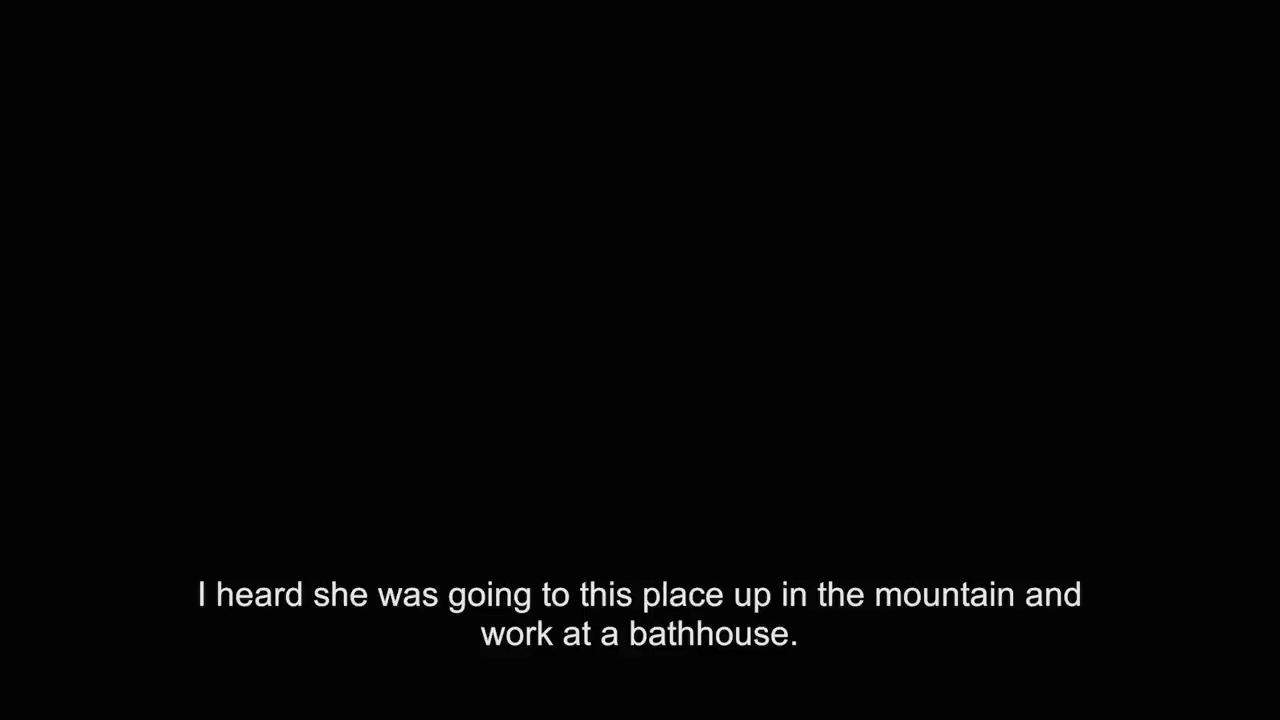 I heard she was going to this place up in the mountain and
work at a bathhouse.